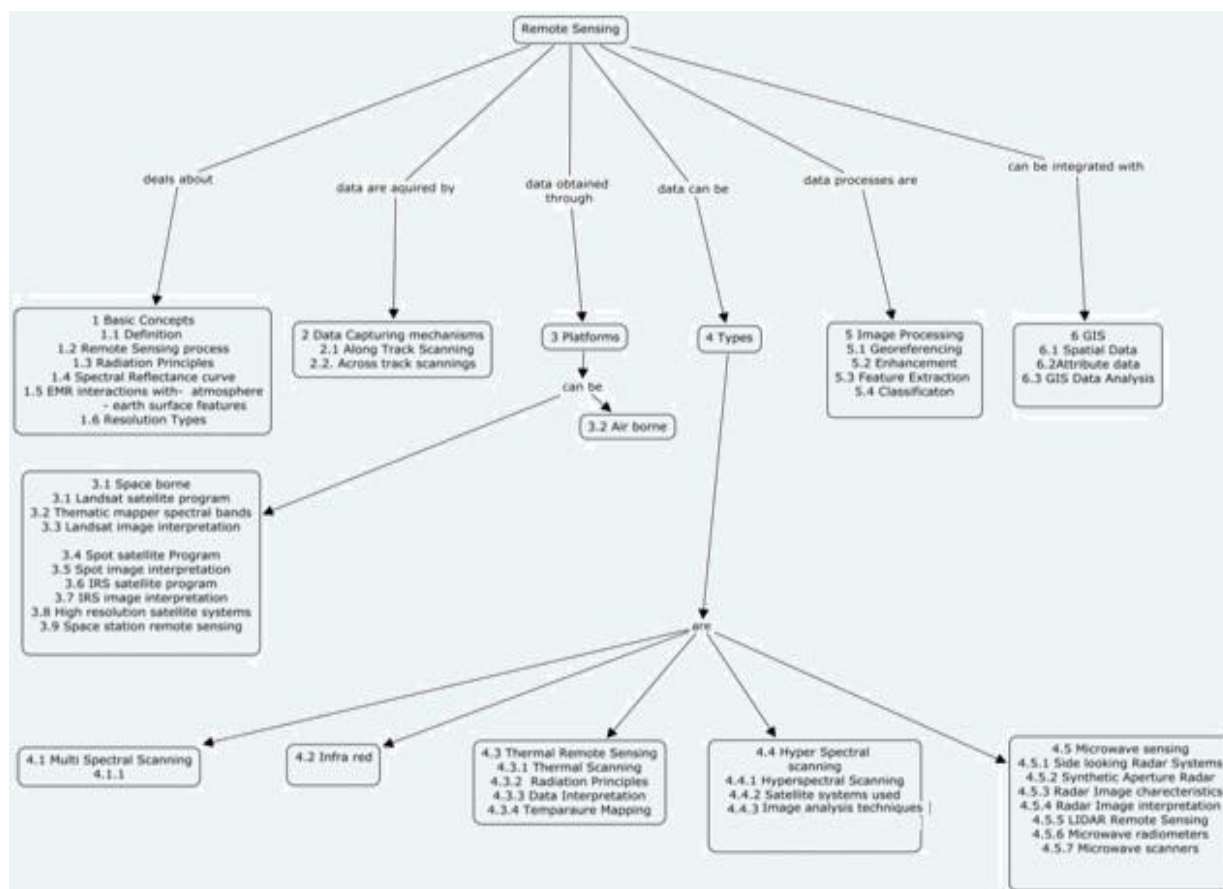 Remote Sensing
deals about
data are aquired by
data obtained
through
data can be
data processes are
can be integrated with
1 Basic Concepts
1.1 Definition
1.2 Remote Sensing process
1.3 Radiation Principles
1.4 Spectral Reflectance curve
1.5 EMR interactions with- atmosphere
- earth surface features
1.6 Resolution Types
2 Data Capturing mechanisms
2.1 Along Track Scanning
2.2. Across track scannings
3 Platforms
can be
3.2 Air borne
4 Types
5 Image Processing
5.1 Georeferencing
5.2 Enhancement
5.3 Feature Extraction
5.4 Classificaton
6 GIS
6.1 Spatial Data
6.2Attribute data
6.3 GIS Data Analysis
3.1 Space borne
3.1 Landsat satellite program
3.2 Thematic mapper spectral bands
3.3 Landsat image interpretation
3.4 Spot satellite Program
3.5 Spot image interpretation
3.6 IRS satellite program
3.7 IRS image interpretation
3.8 High resolution satellite systems
3.9 Space station remote sensing
are
4.1 Multi Spectral Scanning
4.1.1
4.2 Infra red
4.3 Thermal Remote Sensing
4.3.1 Thermal Scanning
4.3.2 Radiation Principles
4.3.3 Data Interpretation
4.3.4 Temparaure Mapping
4.4 Hyper Spectral
scanning
4.4.1 Hyperspectral Scanning
4.4.2 Satellite systems used
4.4.3 Image analysis techniques
4.5 Microwave sensing
4.5.1 Side looking Radar Systems
4.5.2 Synthetic Aperture Radar
4.5.3 Radar Image charecteristics
4.5.4 Radar Image interpretation
4.5.5 LIDAR Remote Sensing
4.5.6 Microwave radiometers
4.5.7 Microwave scanners